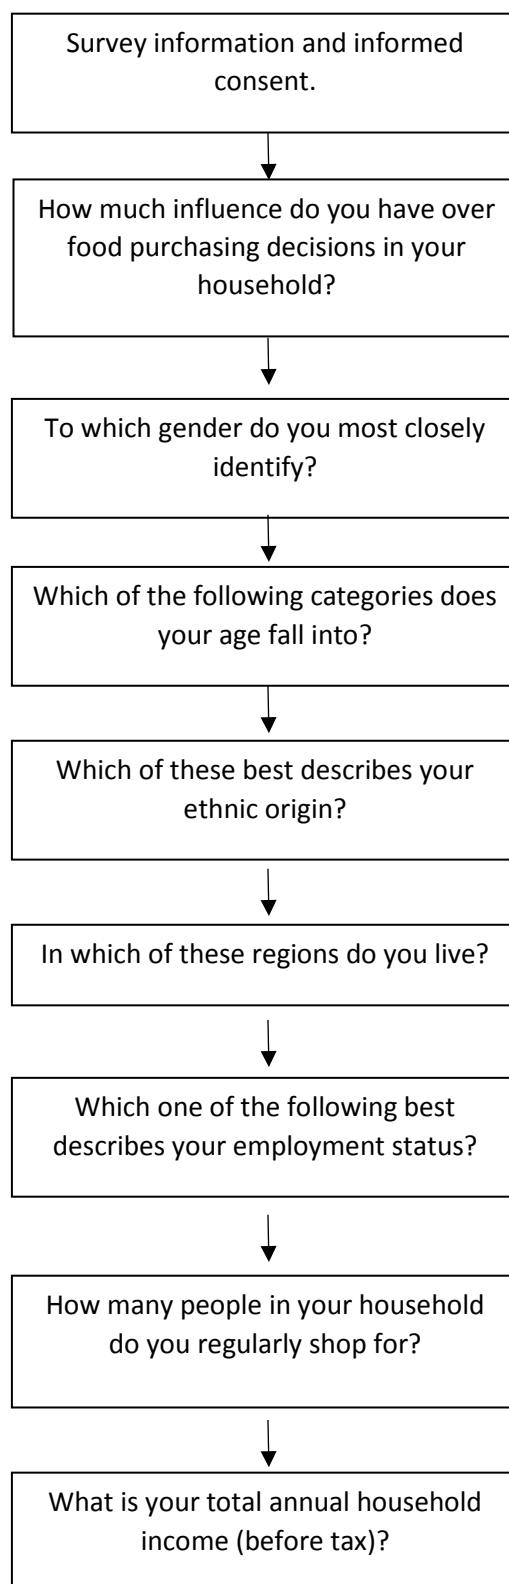 Survey information and informed
consent.
How much influence do you have over
food purchasing decisions in your
household?
To which gender do you most closely
identify?
Which of the following categories does
your age fall into?
Which of these best describes your
ethnic origin?
In which of these regions do you live?
Which one of the following best
describes your employment status?
How many people in your household
do you regularly shop for?
What is your total annual household
income (before tax)?